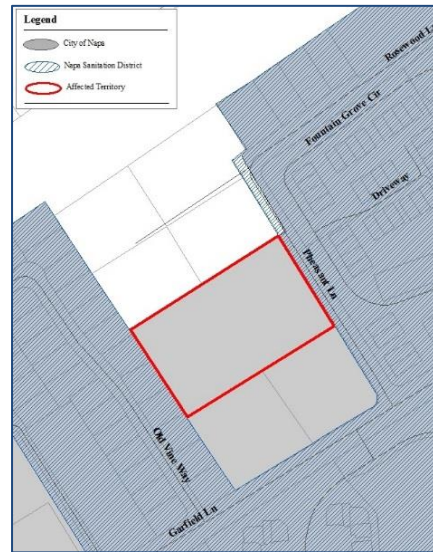 Legend
City of Napa
Napa Sanitation District
Affected Territory
Rosewood Ln
Fountain Grove Cir
Driveway
Pheasant Ln
Old Vine Way
Garfield Ln